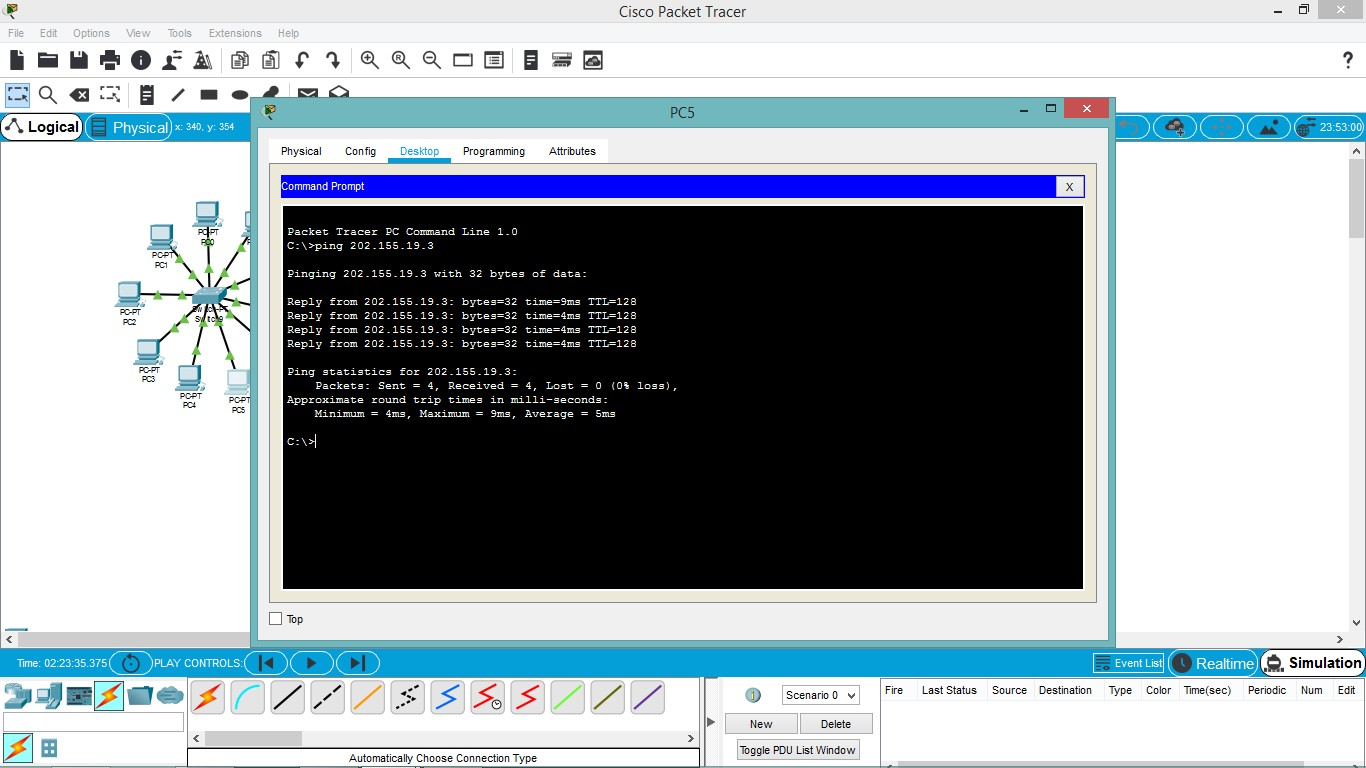 Cisco Packet Tracer
File Edit Options View Tools Extensions Help
Logical Physical x: 340, y: 354 23:53:00
PC5
Physical Config Desktop Programming Attributes
Command Prompt X
Packet Tracer PC Command Line 1.0
C:\>ping 202.155.19.3
Pinging 202.155.19.3 with 32 bytes of data:
Reply from 202.155.19.3: bytes=32 time=9ms TTL=128
Reply from 202.155.19.3: bytes=32 time=4ms TTL=128
Reply from 202.155.19.3: bytes=32 time=4ms TTL=128
Reply from 202.155.19.3: bytes=32 time=4ms TTL=128
Ping statistics for 202.155.19.3:
Packets: Sent = 4, Received = 4, Lost = 0 (0% loss),
Approximate round trip times in milli-seconds:
Minimum = 4ms, Maximum = 9ms, Average = 5ms
C:\>
Top
PC-PT
PC0
PC-PT
PC1
PC-PT
PC2
PC-PT
PC3
PC-PT
PC4
PC-PT
PC5
Time: 02:23:35.375 PLAY CONTROLS: Event List Realtime Simulation
Scenario 0
New Delete
Toggle PDU List Window
Fire Last Status Source Destination Type Color Time(sec) Periodic Num Edit
Automatically Choose Connection Type